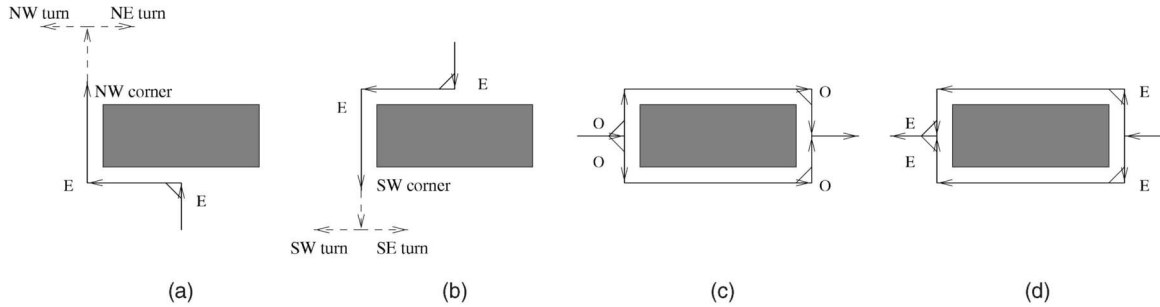 NW turn NE turn
NW corner
E
E
(a)
E
E
SW corner
SW turn SE turn
(b)
O
O
O
O
(c)
E
E
E
E
(d)